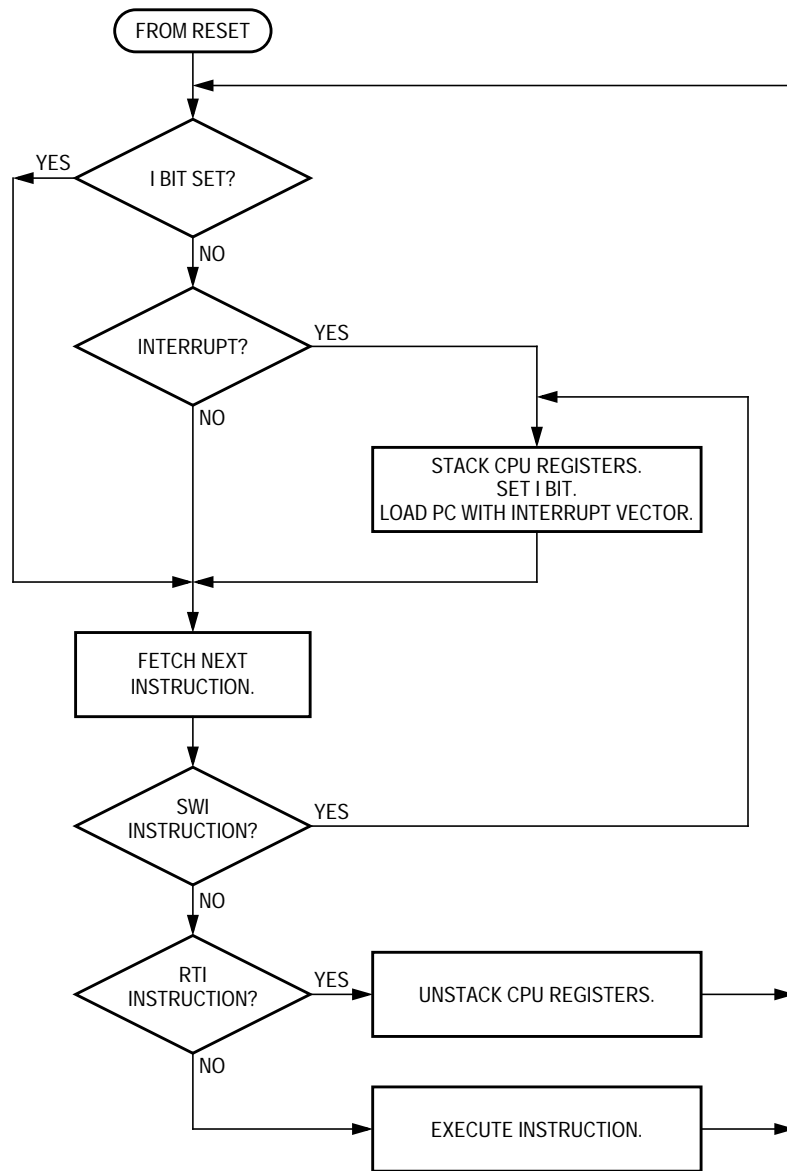 FROM RESET
YES
I BIT SET?
NO
INTERRUPT?
YES
NO
STACK CPU REGISTERS.
SET I BIT.
LOAD PC WITH INTERRUPT VECTOR.
FETCH NEXT
INSTRUCTION.
SWI
INSTRUCTION?
YES
NO
RTI
INSTRUCTION?
YES
UNSTACK CPU REGISTERS.
NO
EXECUTE INSTRUCTION.